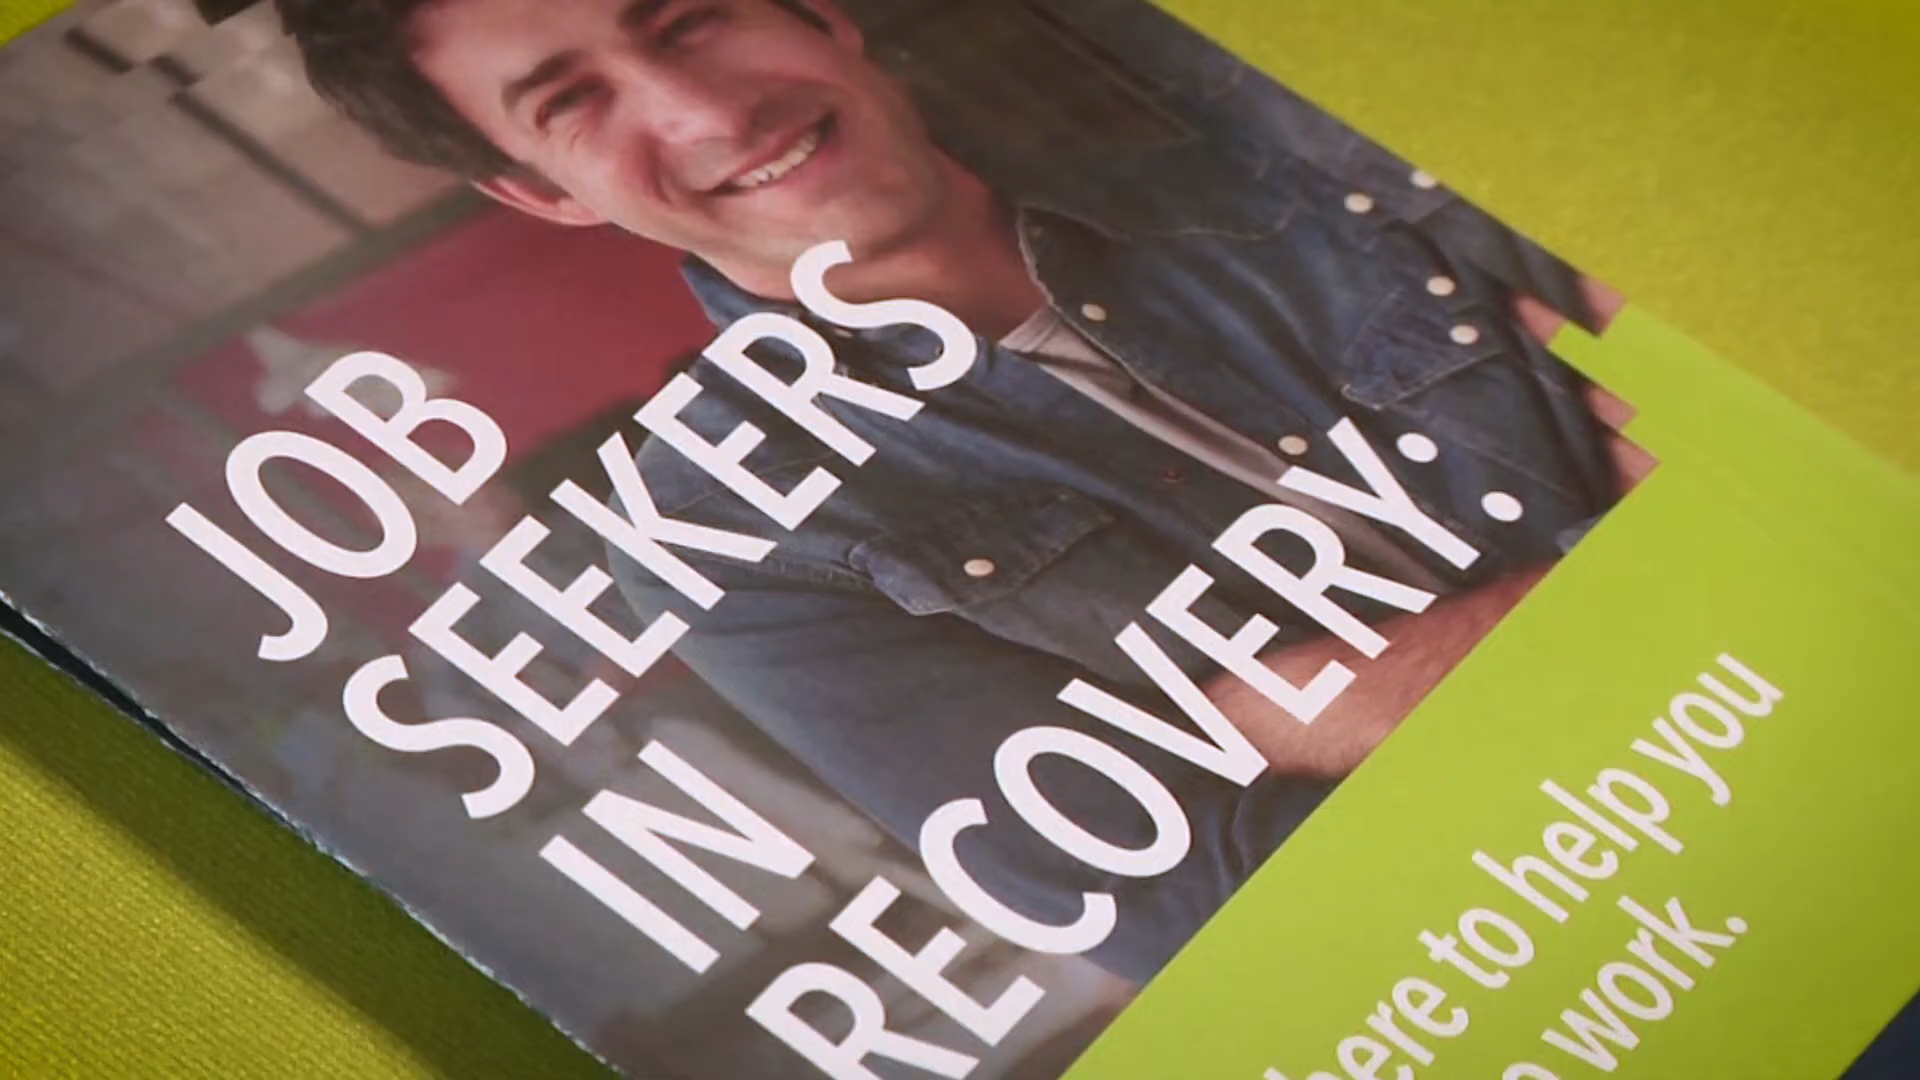 JOB
SEEKERS
IN
RECOVERY:
here to help you
work.